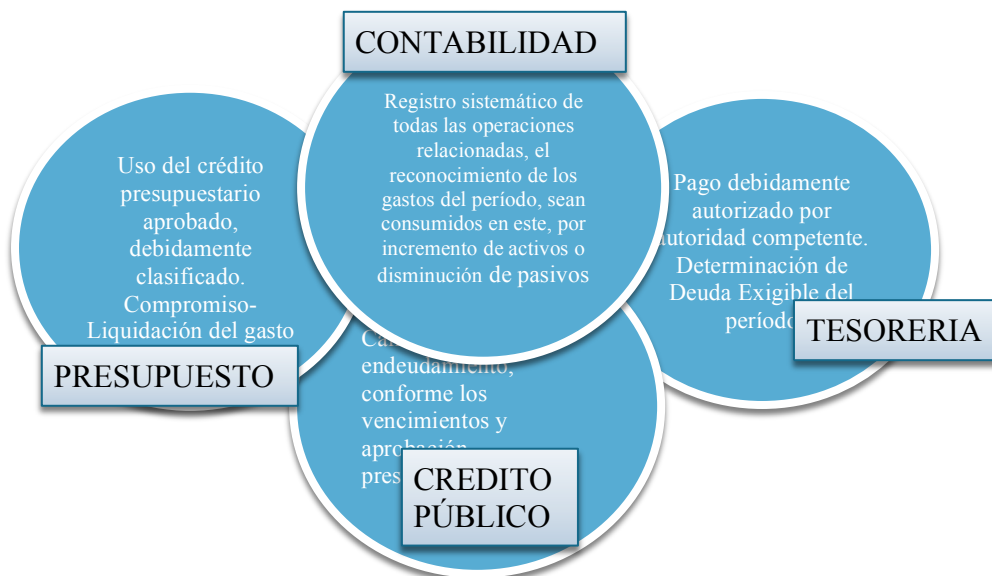 CONTABILIDAD
Registro sistemático de
todas las operaciones
relacionadas, el
reconocimiento de los
gastos del período, sean
consumidos en este, por
incremento de activos o
disminución de pasivos
Uso del crédito
presupuestario
aprobado,
debidamente
clasificado.
Compromiso-
Liquidación del gasto
PRESUPUESTO
Pago debidamente
autorizado por
autoridad competente.
Determinación de
Deuda Exigible del
período
TESORERIA
endeudamiento,
conforme los
vencimientos y
aprobación
CREDITO
PÚBLICO